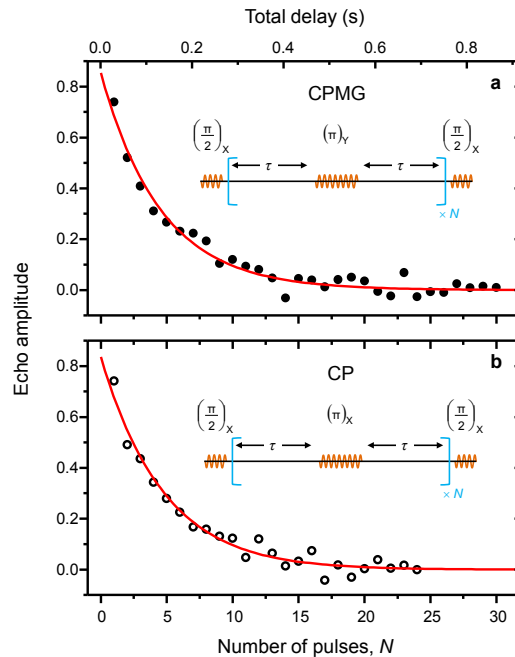 Total delay (s)
0.0 0.2 0.4 0.6 0.8
a
CPMG
(π/2)X (π)Y (π/2)X
τ τ
× N
0.8
0.6
0.4
0.2
0.0
Echo amplitude
b
CP
(π/2)X (π)X (π/2)X
τ τ
× N
0.8
0.6
0.4
0.2
0.0
0 5 10 15 20 25 30
Number of pulses, N